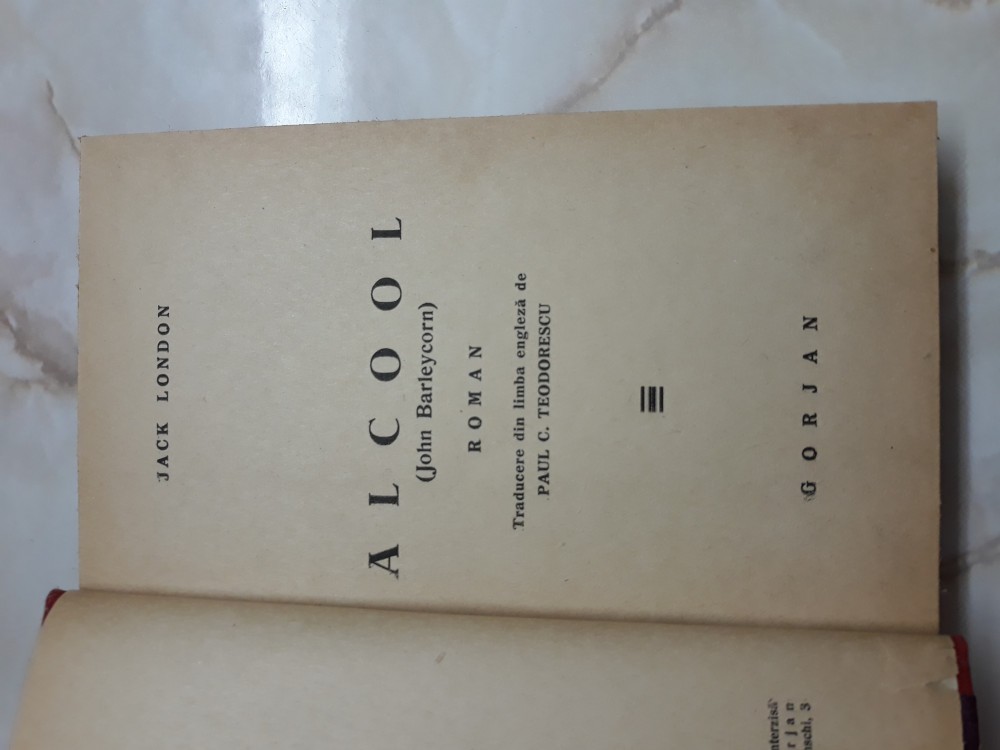 JACK LONDON
ALCOOL
(John Barleycorn)
ROMAN
Traducere din limba engleză de
PAUL C. TEODORESCU
GORJAN